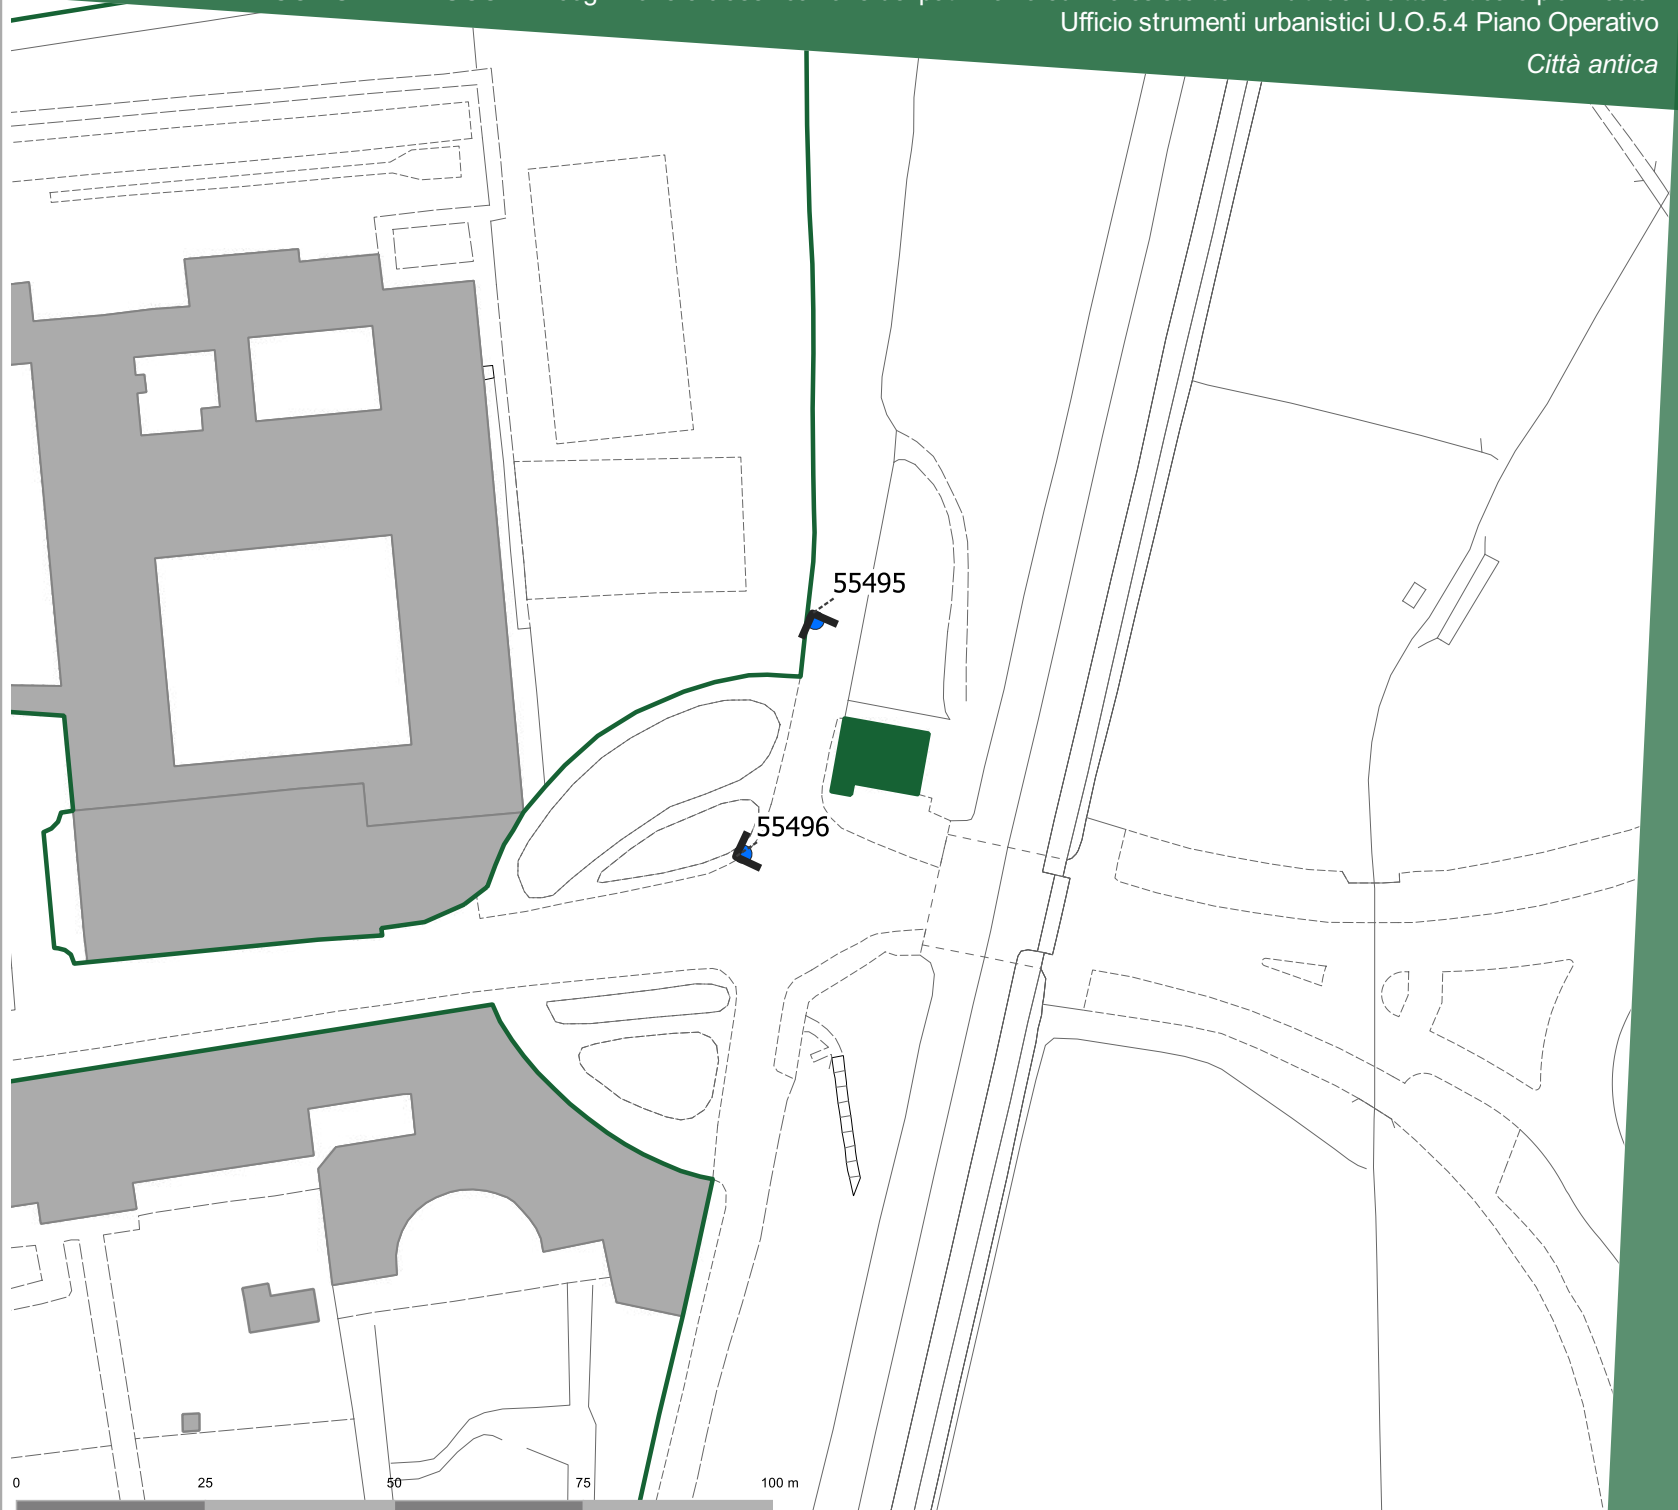 Ufficio strumenti urbanistici U.O.5.4 Piano Operativo
Città antica
55495
55496
0 25 50 75 100 m